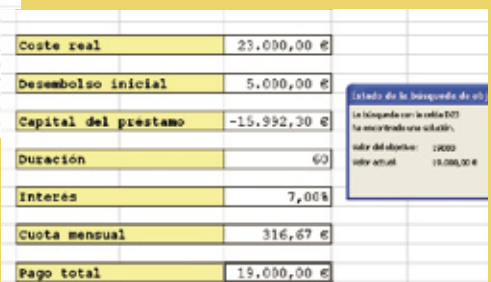 Coste real 23.000,00 €
Desembolso inicial 5.000,00 €
Capital del préstamo -15.992,30 €
Duración 60
Interés 7,00%
Cuota mensual 316,67 €
Pago total 19.000,00 €
Estado de la búsqueda de obj
La búsqueda con la celda D23
ha encontrado una solución.
Valor del objetivo: 19000
Valor actual: 19.000,00 €